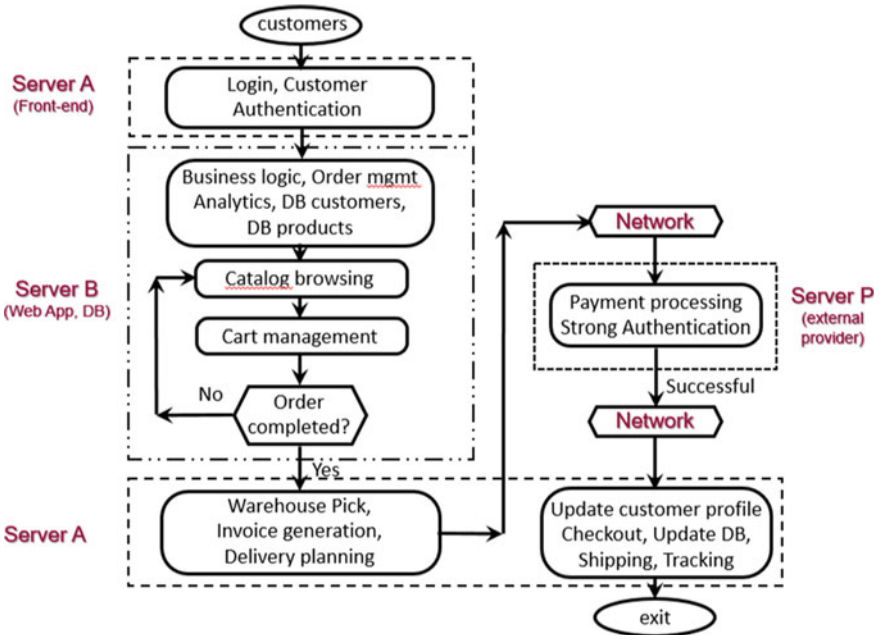 customers
Server A
(Front-end)
Login, Customer
Authentication
Business logic, Order mgmt
Analytics, DB customers,
DB products
Server B
(Web App, DB)
Catalog browsing
Cart management
No
Order
completed?
Yes
Server A
Warehouse Pick,
Invoice generation,
Delivery planning
Network
Payment processing
Strong Authentication
Server P
(external
provider)
Successful
Network
Update customer profile
Checkout, Update DB,
Shipping, Tracking
exit